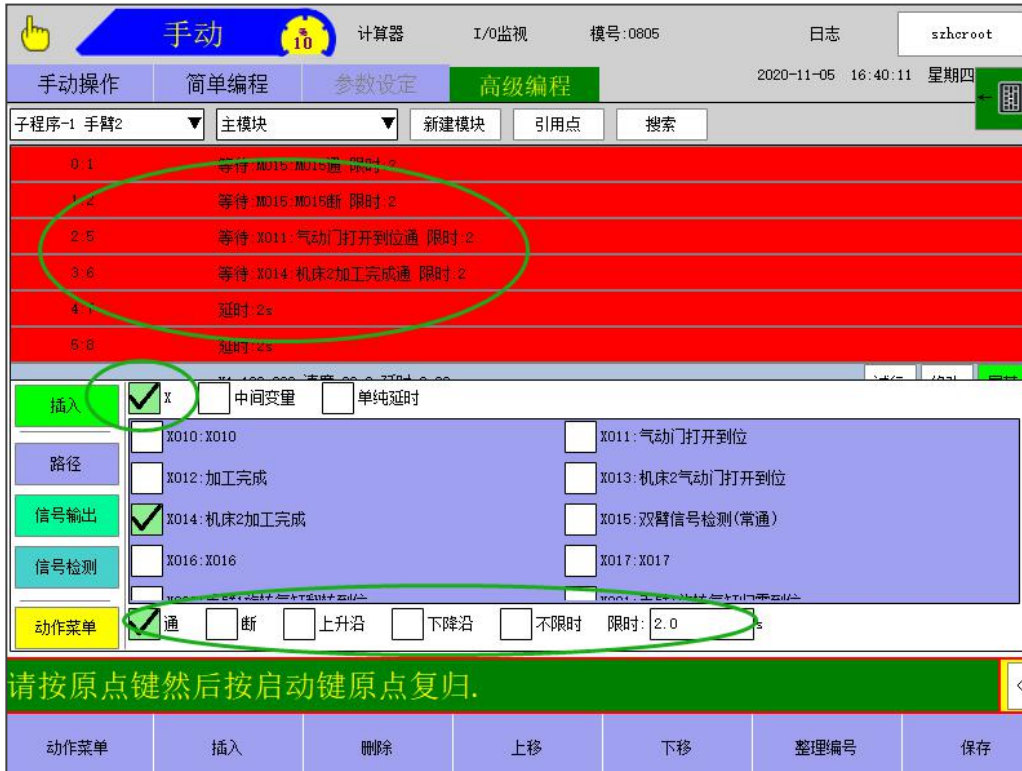 手动 % 10 计算器 I/O监视 模号:0805 日志 szhcroot
手动操作 简单编程 参数设定 高级编程 2020-11-05 16:40:11 星期四
子程序-1 手臂2 ▼ 主模块 ▼ 新建模块 引用点 搜索
0:1 等待:M015:M015通 限时:2
1:2 等待:M015:M015断 限时:2
2:5 等待:X011:气动门打开到位通 限时:2
3:6 等待:X014:机床2加工完成通 限时:2
4:7 延时:2s
5:8 延时:2s
插入 X 中间变量 单纯延时
X010:X010 X011:气动门打开到位
路径 X012:加工完成 X013:机床2气动门打开到位
信号输出 X014:机床2加工完成 X015:双臂信号检测(常通)
信号检测 X016:X016 X017:X017
动作菜单 通 断 上升沿 下降沿 不限时 限时: 2.0 s
请按原点键然后按启动键原点复归.
动作菜单 插入 删除 上移 下移 整理编号 保存